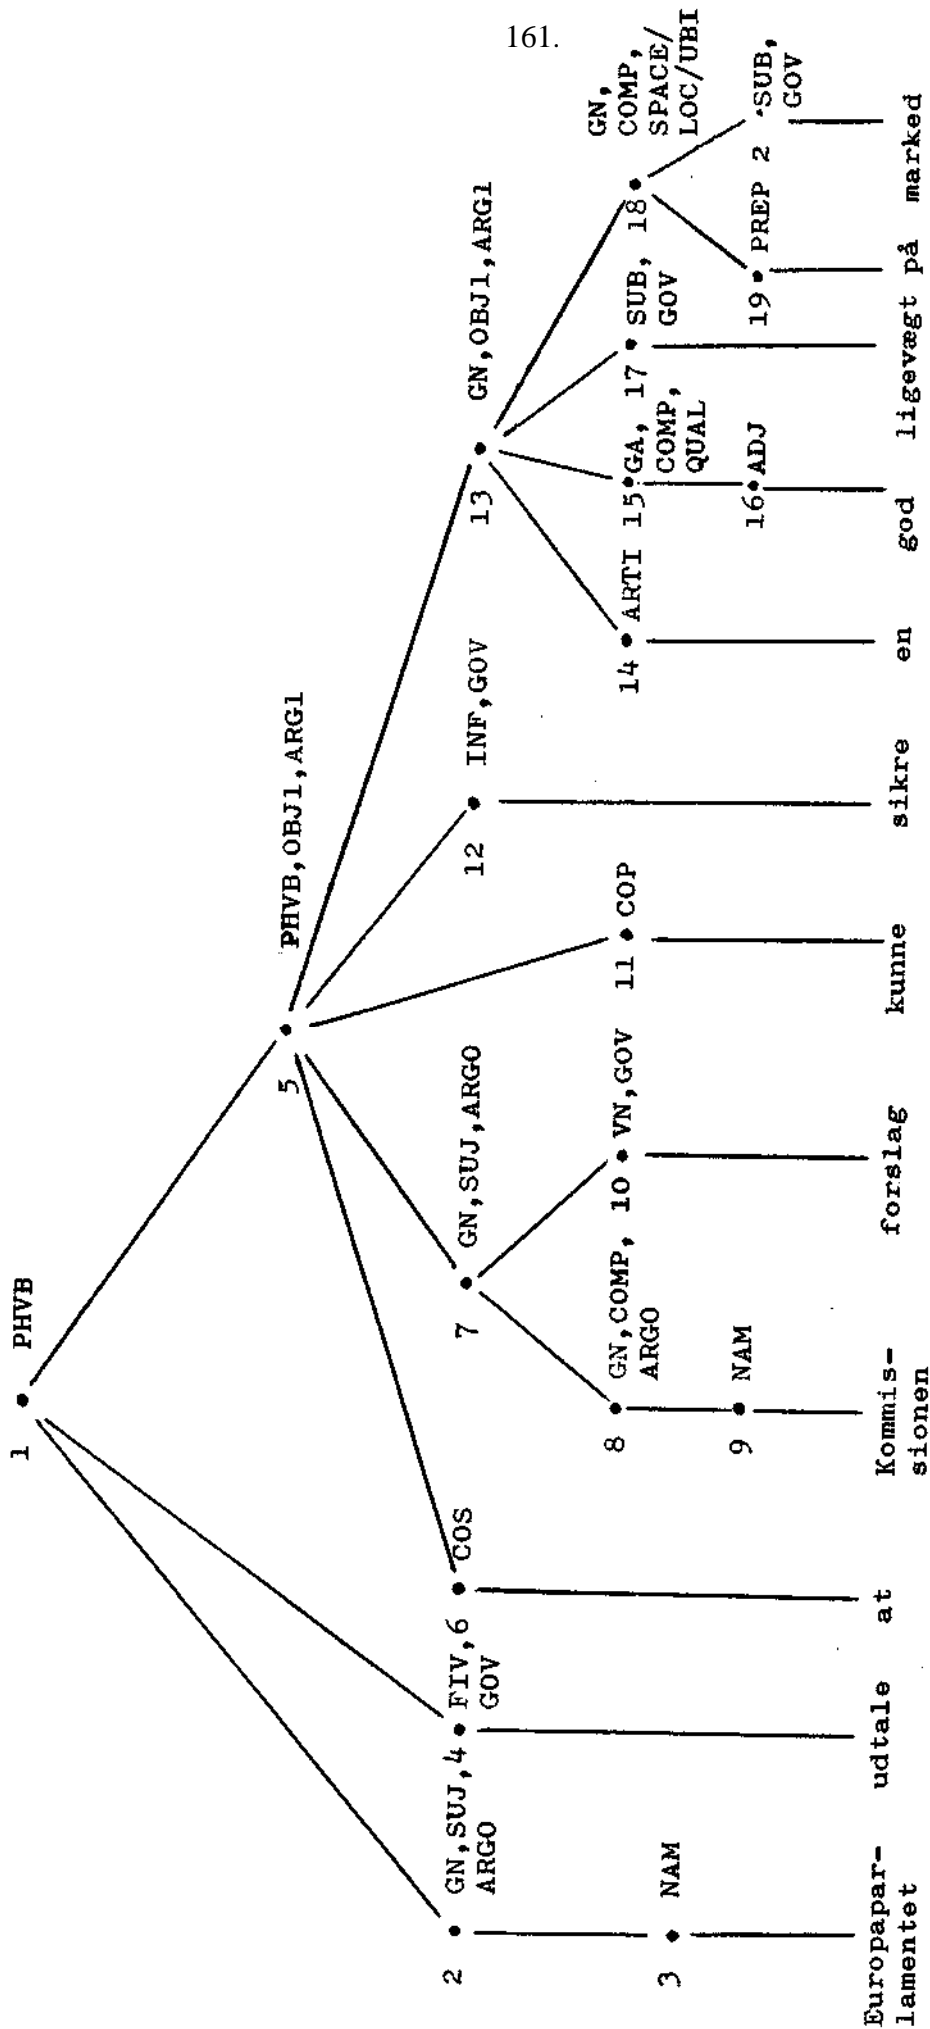 161.
1 PHVB
5 PHVB,OBJ1,ARG1
2 GN,SUJ,
ARGO
4 FIV,
GOV
6 COS
7 GN,SUJ,ARGO
12 INF,GOV
13 GN,OBJ1,ARG1
3 NAM
8 GN,COMP,
ARGO
10 VN,GOV
11 COP
14 ARTI
15 GA,
COMP,
QUAL
17 SUB,
GOV
18 GN,
COMP,
SPACE/
LOC/UBI
9 NAM
16 ADJ
19 PREP
2 SUB,
GOV
Europapar-
lamentet
udtale
at
Kommis-
sionen
forslag
kunne
sikre
en
god
ligevægt
på
marked